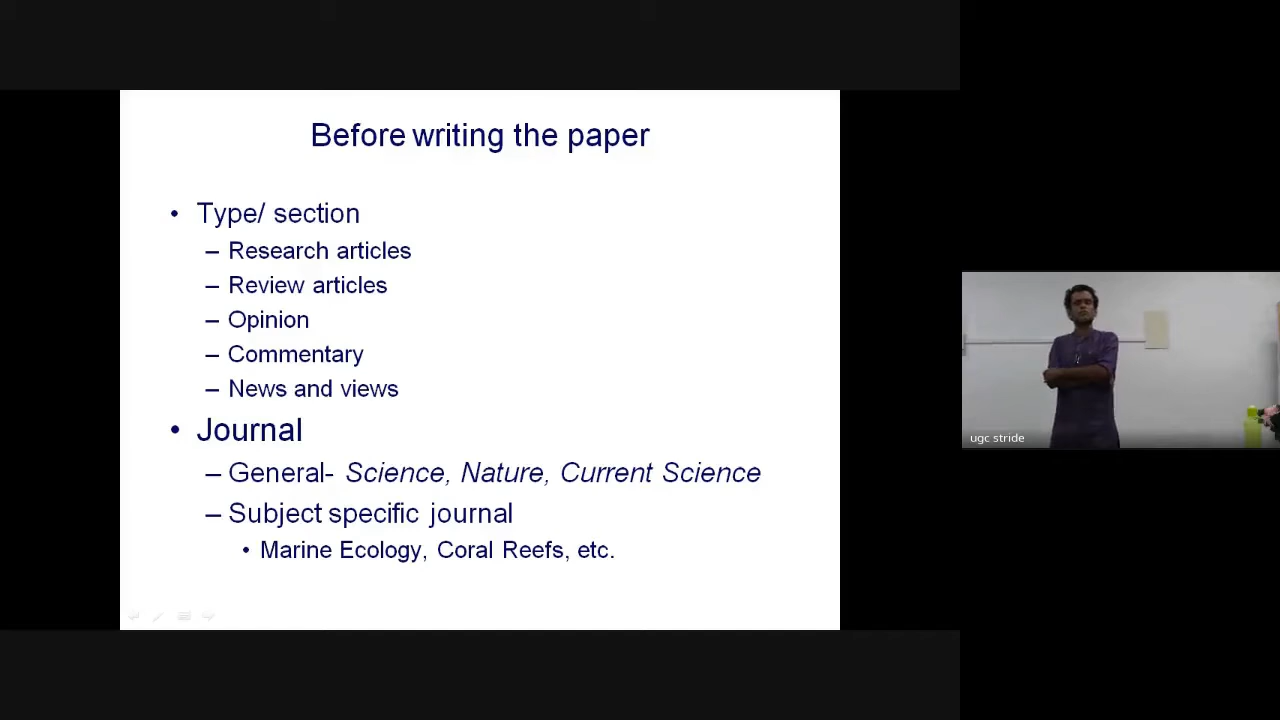 Before writing the paper
• Type/ section
– Research articles
– Review articles
– Opinion
– Commentary
– News and views
• Journal
– General- Science, Nature, Current Science
– Subject specific journal
• Marine Ecology, Coral Reefs, etc.
ugc stride